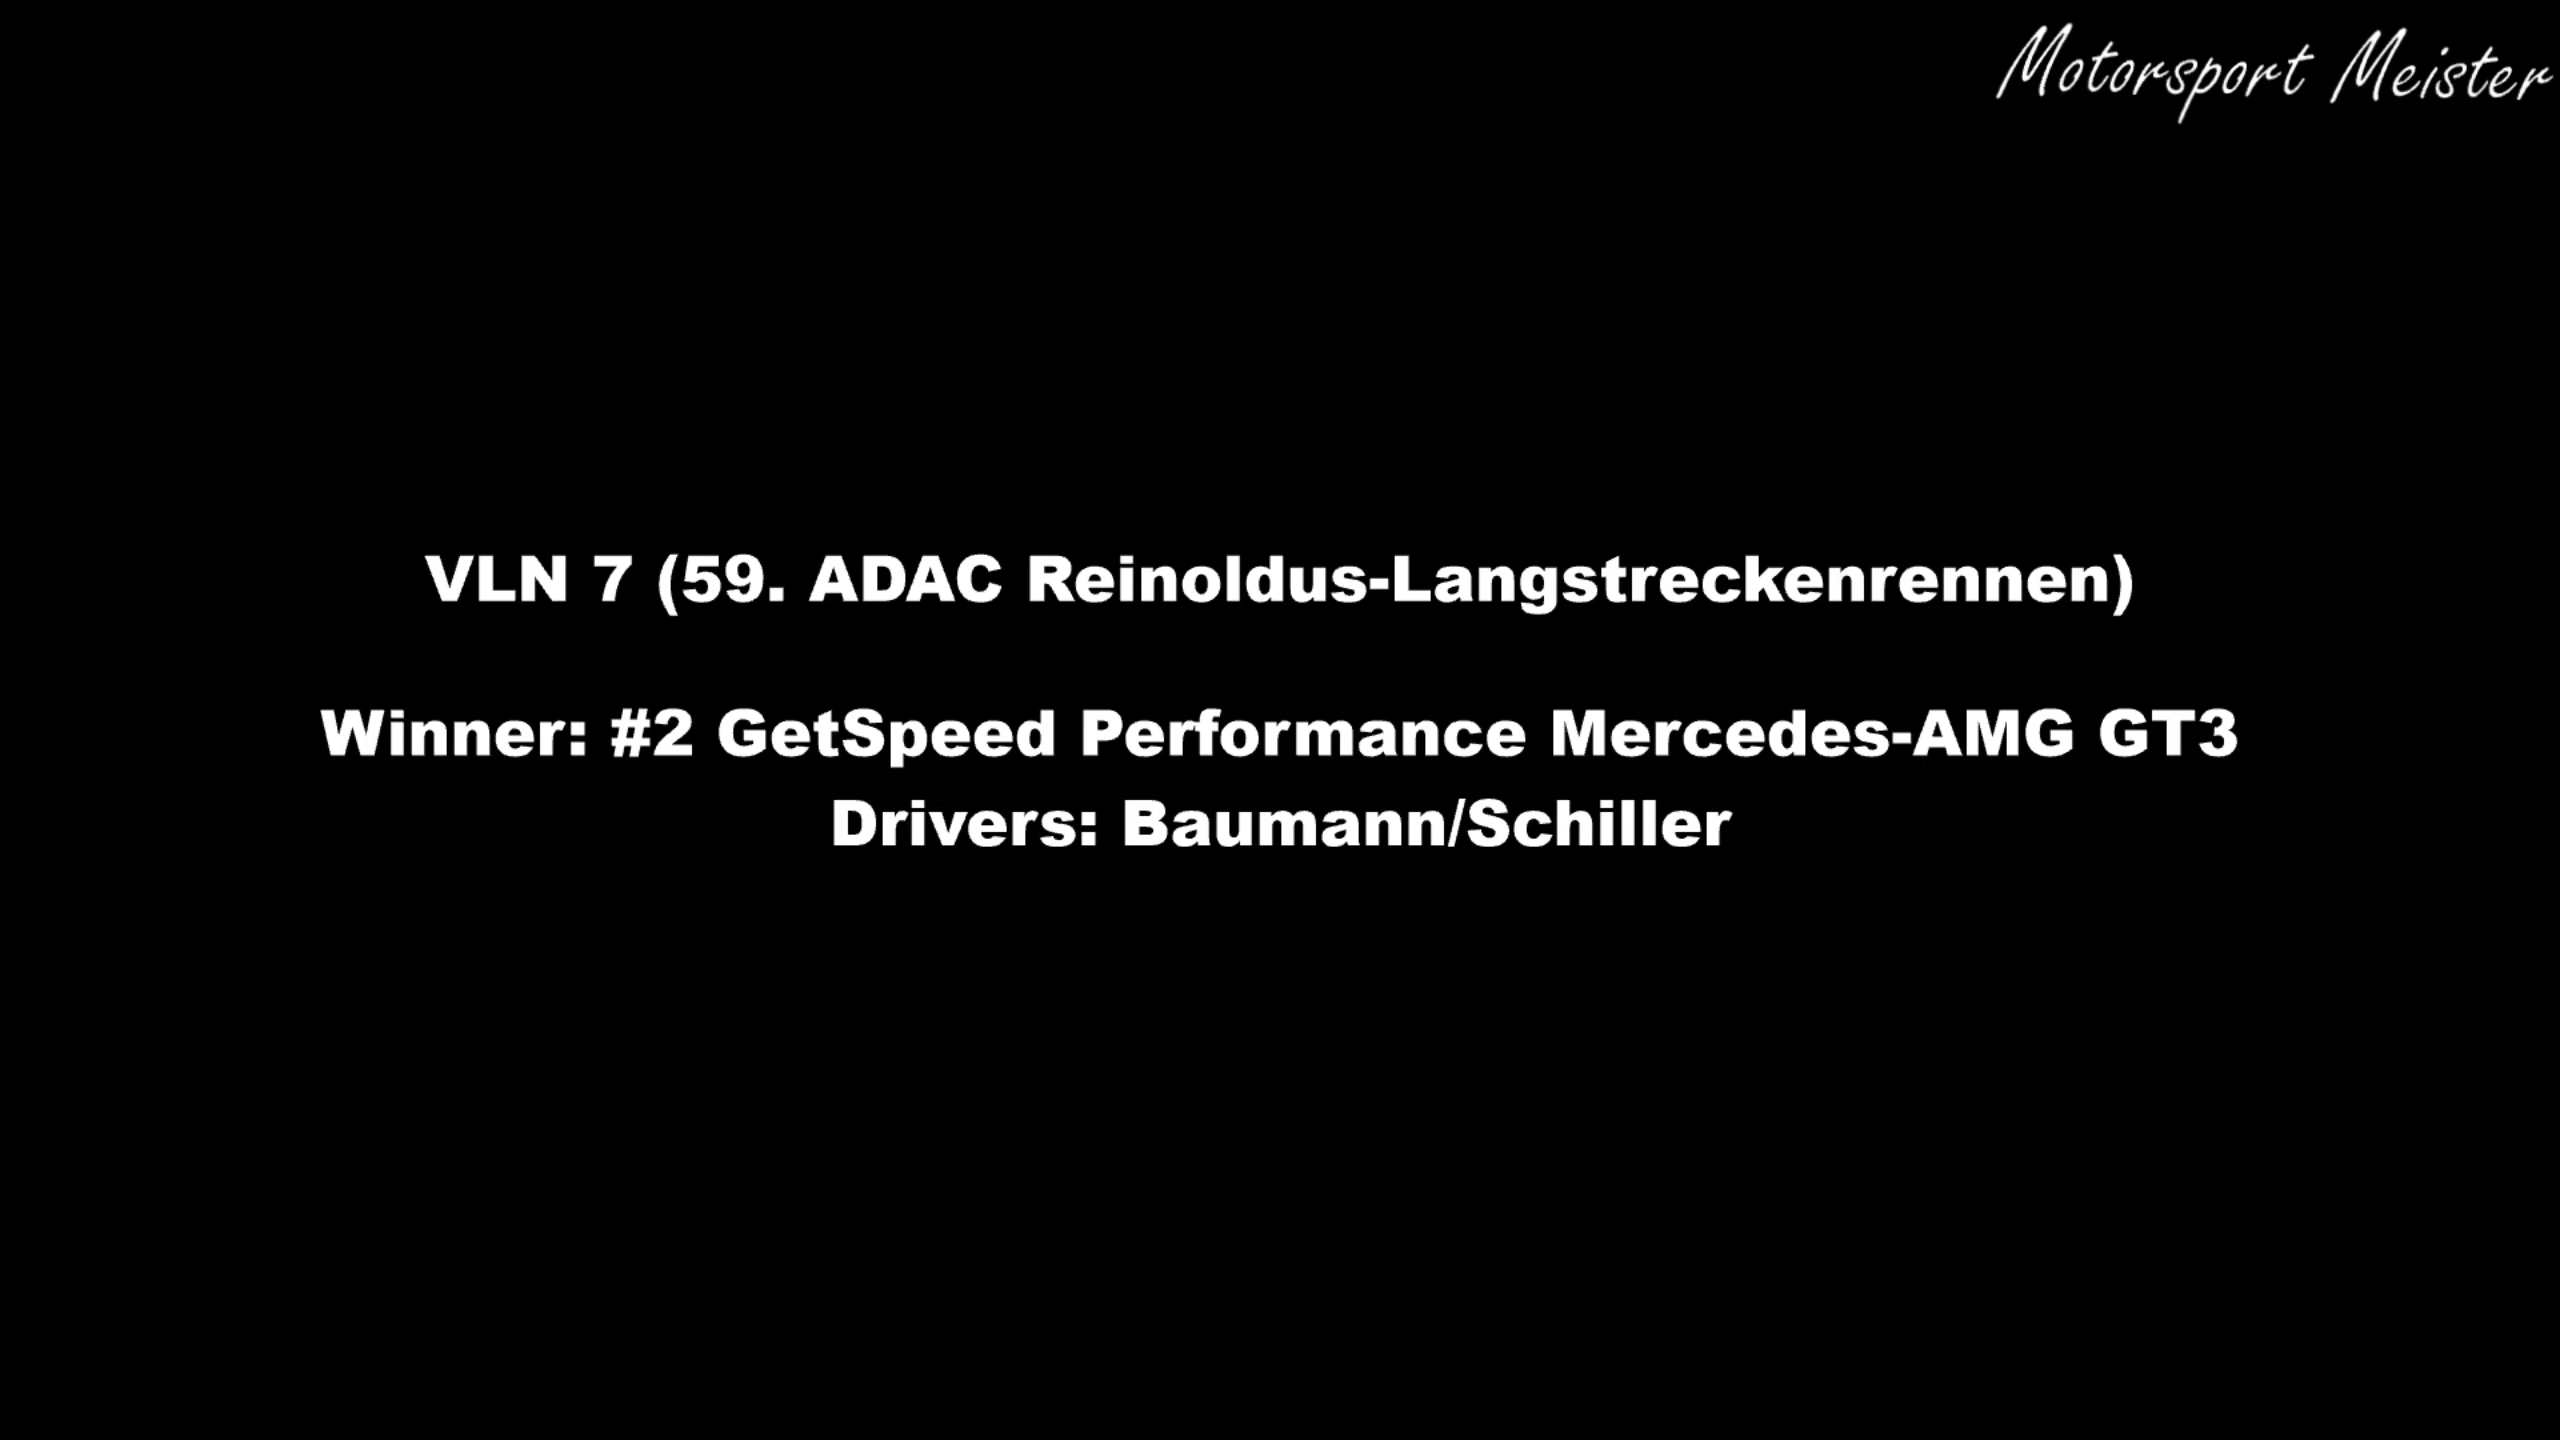 Motorsport Meister
VLN 7 (59. ADAC Reinoldus-Langstreckenrennen)
Winner: #2 GetSpeed Performance Mercedes-AMG GT3
Drivers: Baumann/Schiller